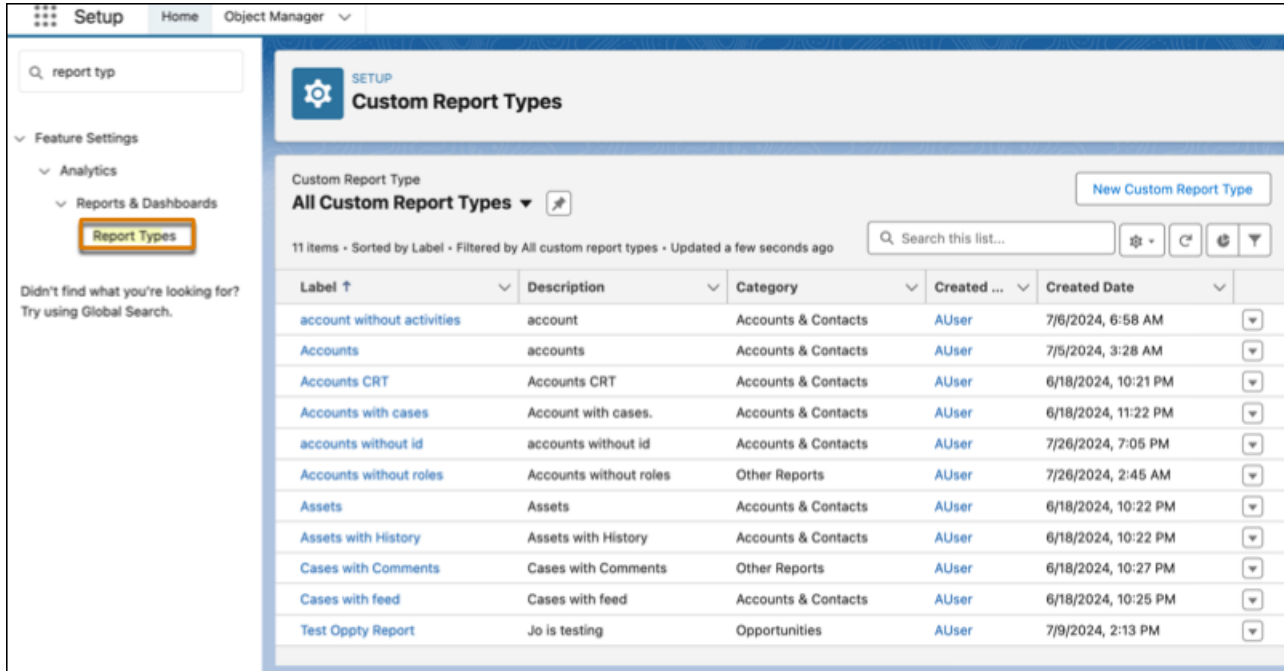 Setup Home Object Manager
report typ
Feature Settings
Analytics
Reports & Dashboards
Report Types
Didn't find what you're looking for?
Try using Global Search.
SETUP
Custom Report Types
Custom Report Type
All Custom Report Types
New Custom Report Type
11 items • Sorted by Label • Filtered by All custom report types • Updated a few seconds ago
Search this list...
Label ↑ Description Category Created ... Created Date
account without activities account Accounts & Contacts AUser 7/6/2024, 6:58 AM
Accounts accounts Accounts & Contacts AUser 7/5/2024, 3:28 AM
Accounts CRT Accounts CRT Accounts & Contacts AUser 6/18/2024, 10:21 PM
Accounts with cases Account with cases. Accounts & Contacts AUser 6/18/2024, 11:22 PM
accounts without id accounts without id Accounts & Contacts AUser 7/26/2024, 7:05 PM
Accounts without roles Accounts without roles Other Reports AUser 7/26/2024, 2:45 AM
Assets Assets Accounts & Contacts AUser 6/18/2024, 10:22 PM
Assets with History Assets with History Accounts & Contacts AUser 6/18/2024, 10:22 PM
Cases with Comments Cases with Comments Other Reports AUser 6/18/2024, 10:27 PM
Cases with feed Cases with feed Accounts & Contacts AUser 6/18/2024, 10:25 PM
Test Oppty Report Jo is testing Opportunities AUser 7/9/2024, 2:13 PM